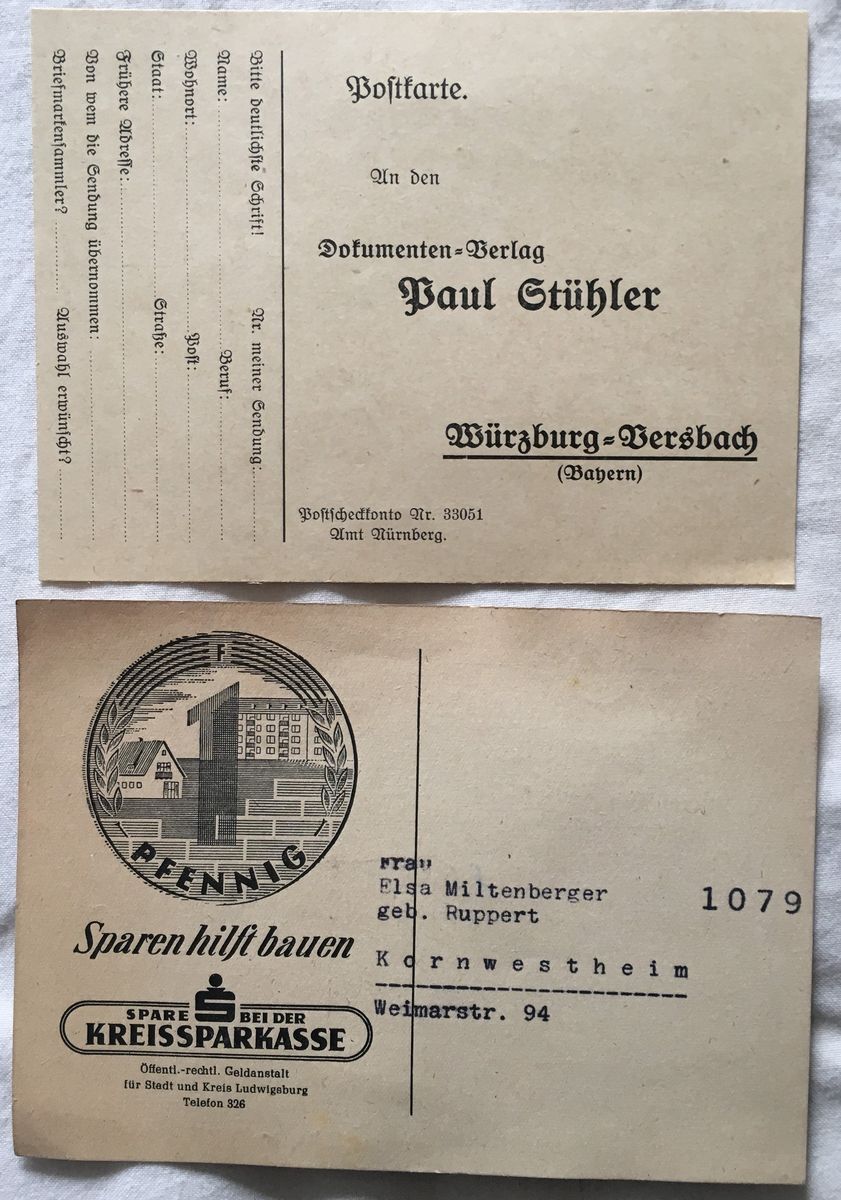 Postkarte.
An den
Dokumenten=Verlag
Paul Stühler
Würzburg=Versbach
(Bayern)
Postscheckkonto Nr. 33051
Amt Nürnberg.
Bitte deutlichste Schrift! Nr. meiner Sendung:
Name: Beruf:
Wohnort: Post:
Staat: Straße:
Frühere Adresse:
Von wem die Sendung übernommen:
Briefmarkensammler? Auswahl erwünscht?
F
1
PFENNIG
Sparen hilft bauen
SPARE S BEI DER
KREISSPARKASSE
Öffentl.-rechtl. Geldanstalt
für Stadt und Kreis Ludwigsburg
Telefon 326
Frau
Elsa Miltenberger
geb. Ruppert
1079
Kornwestheim
Weimarstr. 94